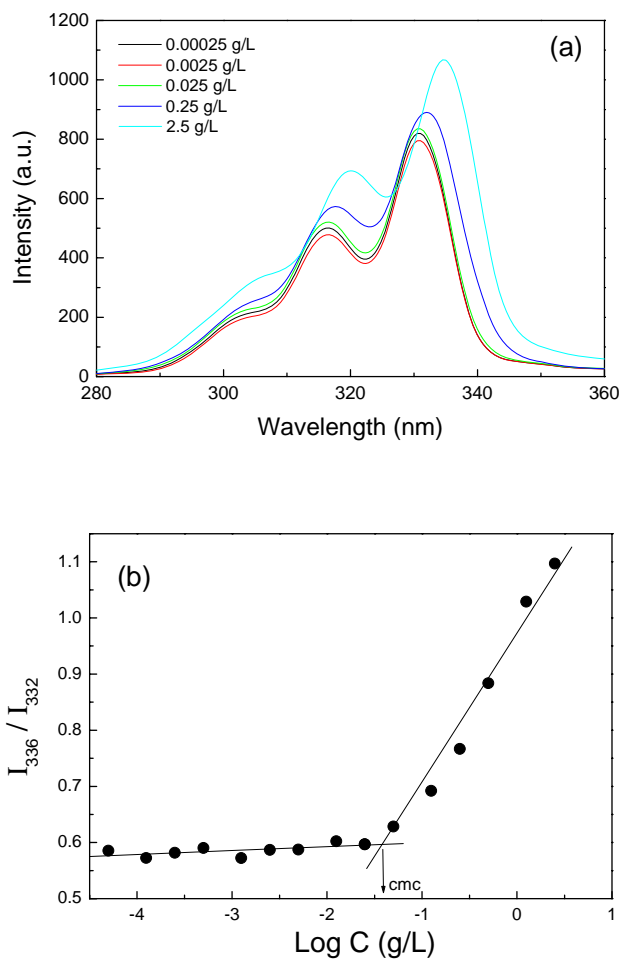 (a)
0.00025 g/L
0.0025 g/L
0.025 g/L
0.25 g/L
2.5 g/L
1200
1000
800
600
400
200
0
Intensity (a.u.)
280 300 320 340 360
Wavelength (nm)
(b)
1.1
1.0
0.9
0.8
0.7
0.6
0.5
I336 / I332
cmc
-4 -3 -2 -1 0 1
Log C (g/L)